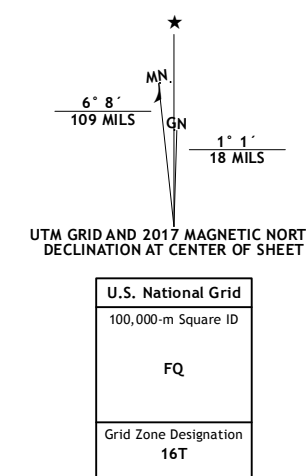 ★
MN.
6° 8´
109 MILS
GN
1° 1´
18 MILS
UTM GRID AND 2017 MAGNETIC NORT
DECLINATION AT CENTER OF SHEET
U.S. National Grid
100,000-m Square ID
FQ
Grid Zone Designation
16T